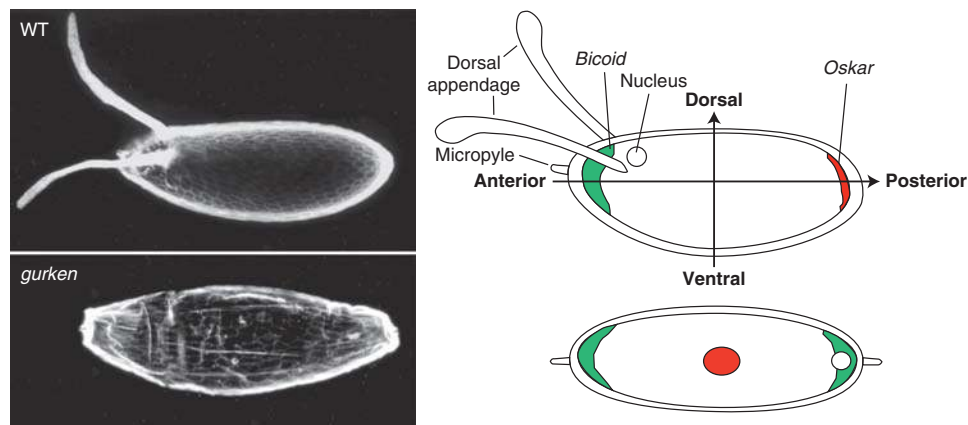 WT
gurken
Dorsal
appendage
Bicoid
Nucleus
Oskar
Dorsal
Micropyle
Anterior
Posterior
Ventral